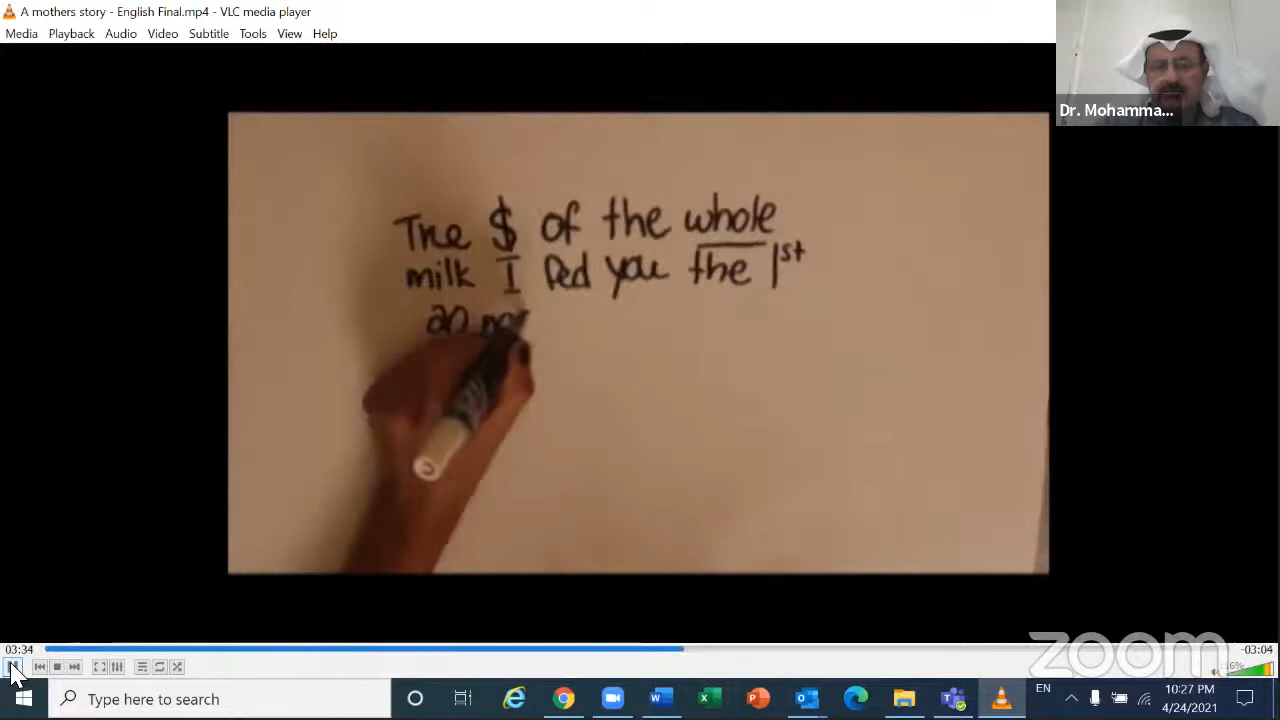 A mothers story - English Final.mp4 - VLC media player
Media Playback Audio Video Subtitle Tools View Help
Dr. Mohamma...
The $ of the whole
milk I fed you the 1st
20
03:34
-03:04
zoom
16%
Type here to search
EN
10:27 PM
4/24/2021